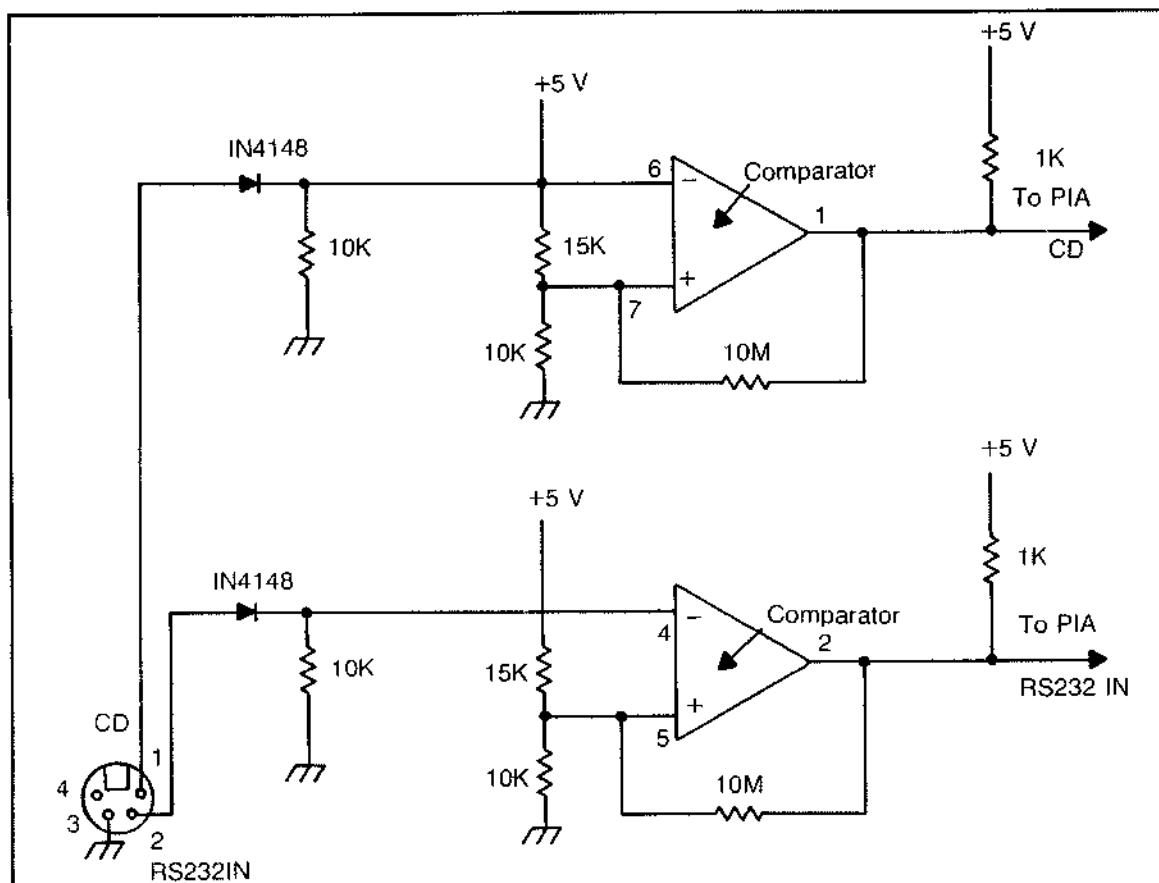 +5 V
+5 V
IN4148
6
−
Comparator
1
1K
To PIA
CD
10K
15K
+
7
10K
10M
+5 V
+5 V
IN4148
1K
4
−
Comparator
2
To PIA
RS232 IN
10K
15K
+
5
CD
1
4
10K
10M
3
2
RS232IN